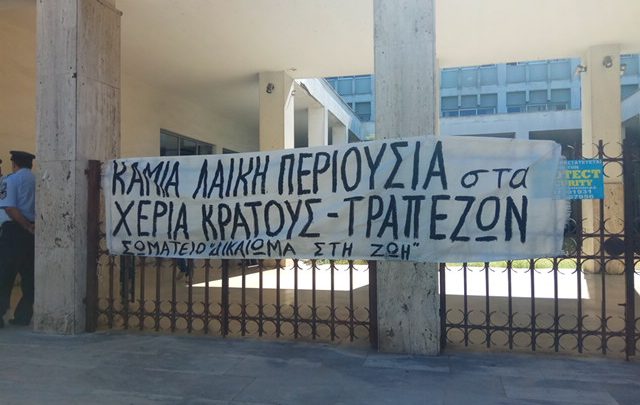 ΚΑΜΙΑ ΛΑΙΚΗ ΠΕΡΙΟΥΣΙΑ στα
ΧΕΡΙΑ ΚΡΑΤΟΥΣ - ΤΡΑΠΕΖΩΝ
ΣΩΜΑΤΕΙΟ "ΔΙΚΑΙΩΜΑ ΣΤΗ ΖΩΗ"